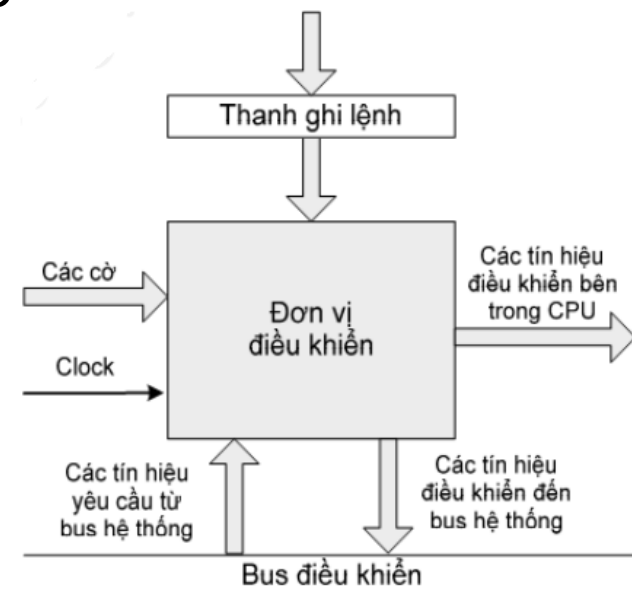 Thanh ghi lệnh
Các cờ
Clock
Đơn vị
điều khiển
Các tín hiệu
điều khiển bên
trong CPU
Các tín hiệu
yêu cầu từ
bus hệ thống
Các tín hiệu
điều khiển đến
bus hệ thống
Bus điều khiển